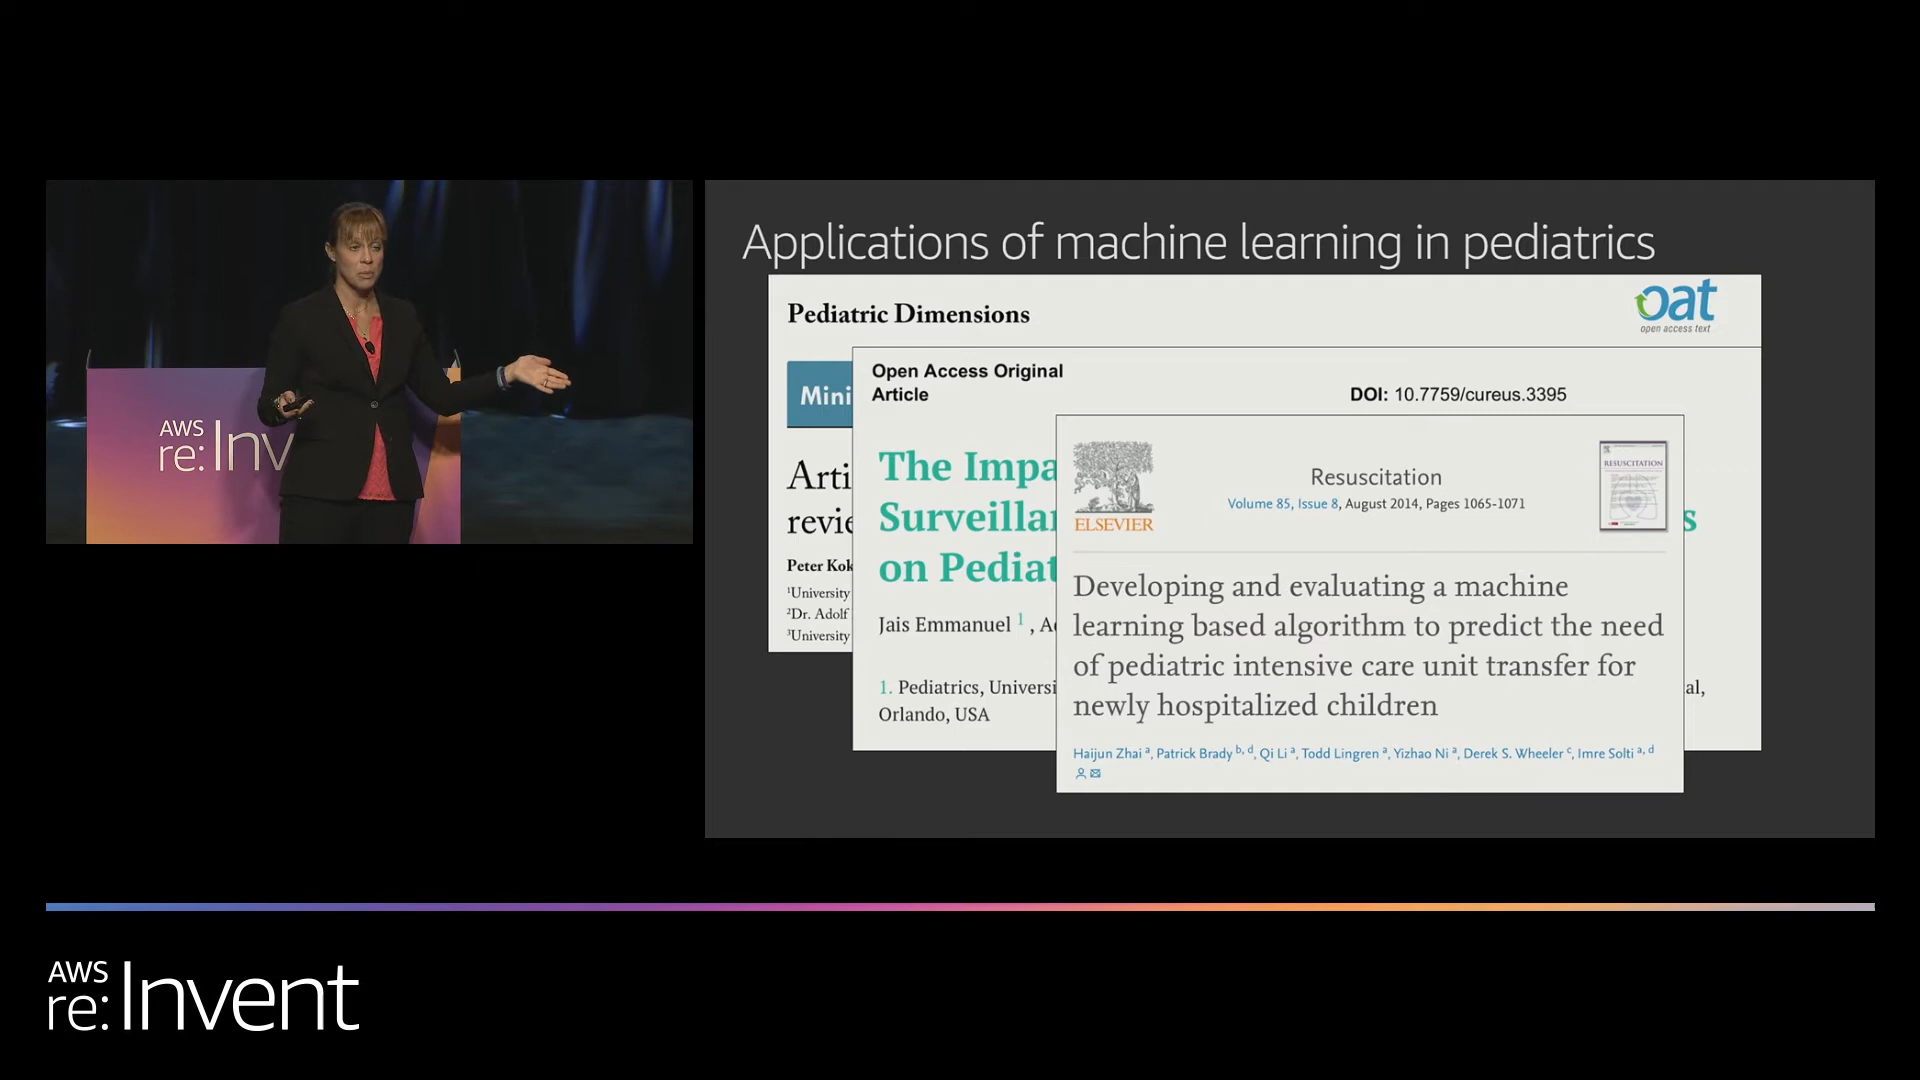 AWS
re:Inv
Applications of machine learning in pediatrics
Pediatric Dimensions
oat
open access text
Mini
Arti
revie
Peter Kok
¹University
²Dr. Adolf
³University
Open Access Original
Article
DOI: 10.7759/cureus.3395
The Impa
Surveillan s
on Pediat
Jais Emmanuel 1 , A
1. Pediatrics, Universi al,
Orlando, USA
ELSEVIER
Resuscitation
Volume 85, Issue 8, August 2014, Pages 1065-1071
RESUSCITATION
Developing and evaluating a machine
learning based algorithm to predict the need
of pediatric intensive care unit transfer for
newly hospitalized children
Haijun Zhai a, Patrick Brady b, d, Qi Li a, Todd Lingren a, Yizhao Ni a, Derek S. Wheeler c, Imre Solti a, d
AWS
re:Invent